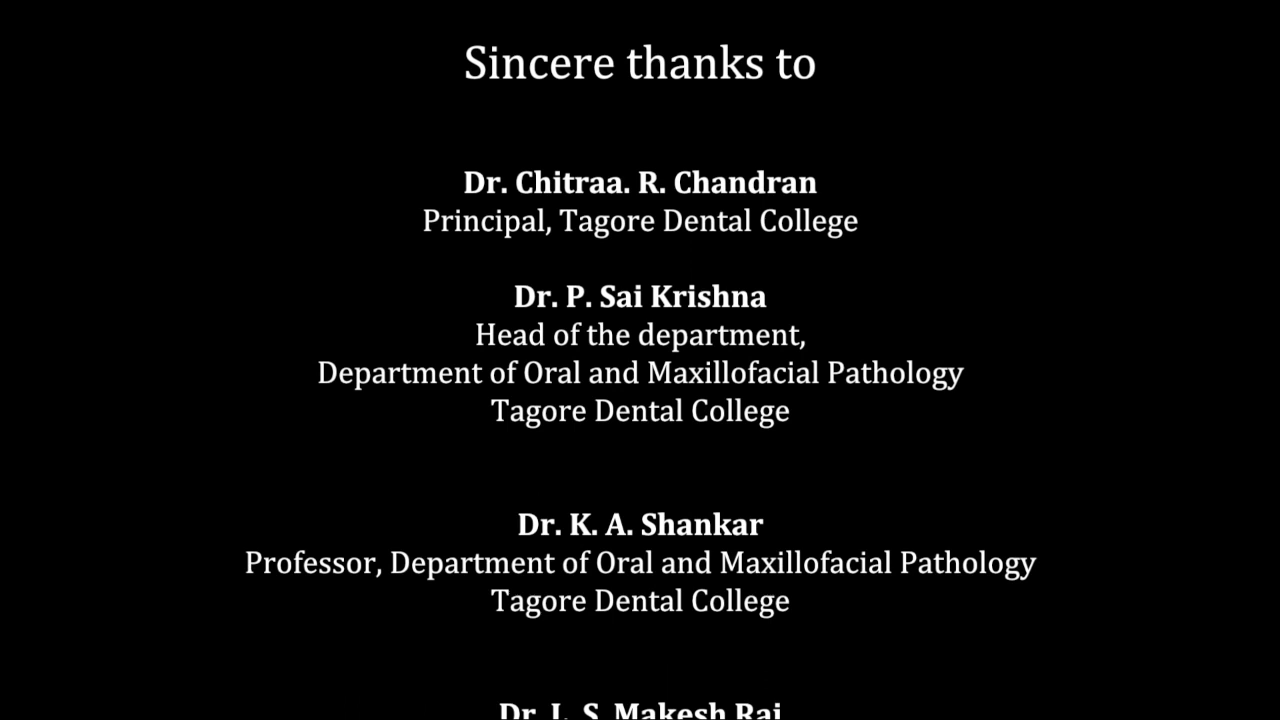 Sincere thanks to
Dr. Chitraa. R. Chandran
Principal, Tagore Dental College
Dr. P. Sai Krishna
Head of the department,
Department of Oral and Maxillofacial Pathology
Tagore Dental College
Dr. K. A. Shankar
Professor, Department of Oral and Maxillofacial Pathology
Tagore Dental College
Dr. S. Makesh